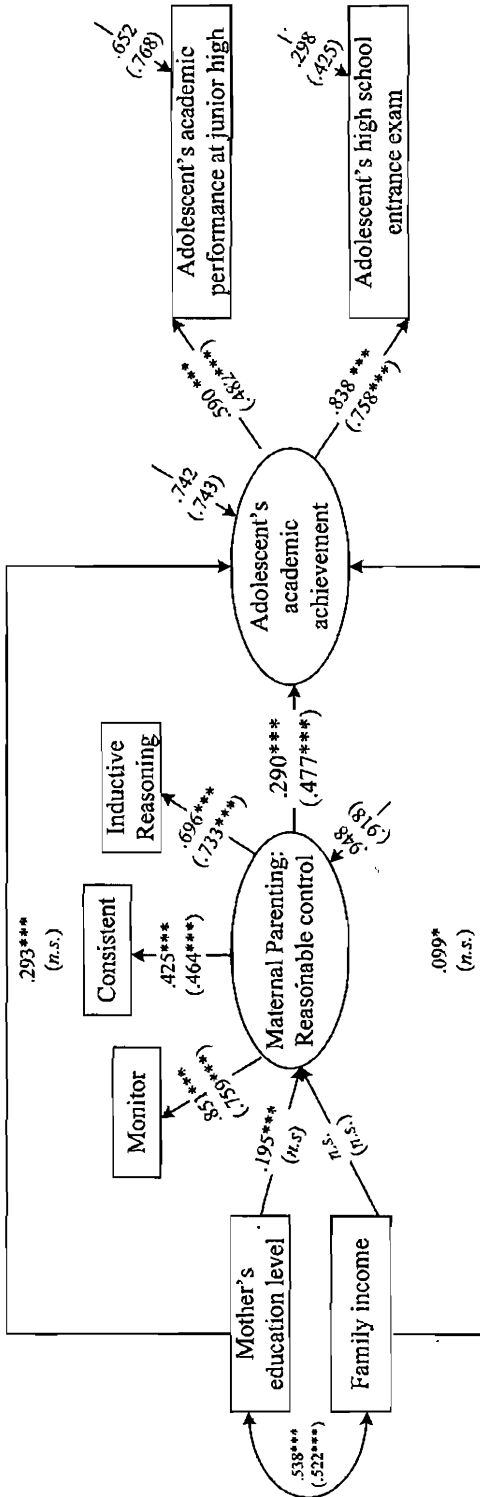 .538***
(.522***)
Mother's
education level
Family income
.293***
(n.s.)
.195***
(n.s)
n.s.
(n.s.)
.099*
(n.s.)
Monitor
.851***
(.759***)
Consistent
.425***
(.464***)
Inductive
Reasoning
.696***
(.733***)
Maternal Parenting:
Reasonable control
.948
(.918)
.290***
(.477***)
.742
(.743)
Adolescent's
academic
achievement
.590***
(.482***)
.838***
(.758***)
.652
(.768)
Adolescent's academic
performance at junior high
.298
(.425)
Adolescent's high school
entrance exam